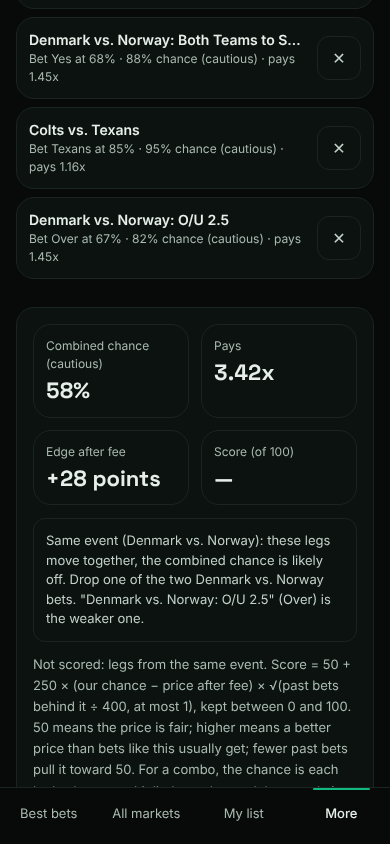 Denmark vs. Norway: Both Teams to S...
Bet Yes at 68% · 88% chance (cautious) · pays
1.45x
✕
Colts vs. Texans
Bet Texans at 85% · 95% chance (cautious) ·
pays 1.16x
✕
Denmark vs. Norway: O/U 2.5
Bet Over at 67% · 82% chance (cautious) · pays
1.45x
✕
Combined chance
(cautious)
58%
Pays
3.42x
Edge after fee
+28 points
Score (of 100)
—
Same event (Denmark vs. Norway): these legs
move together, the combined chance is likely
off. Drop one of the two Denmark vs. Norway
bets. "Denmark vs. Norway: O/U 2.5" (Over) is
the weaker one.
Not scored: legs from the same event. Score = 50 +
250 × (our chance − price after fee) × √(past bets
behind it ÷ 400, at most 1), kept between 0 and 100.
50 means the price is fair; higher means a better
price than bets like this usually get; fewer past bets
pull it toward 50. For a combo, the chance is each
Best bets
All markets
My list
More